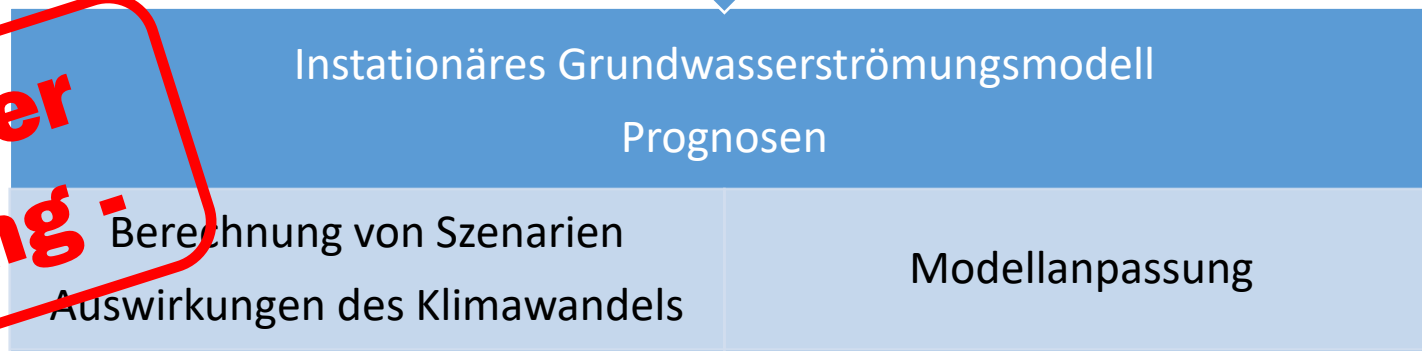 Instationäres Grundwasserströmungsmodell
Prognosen
Berechnung von Szenarien
Auswirkungen des Klimawandels
Modellanpassung